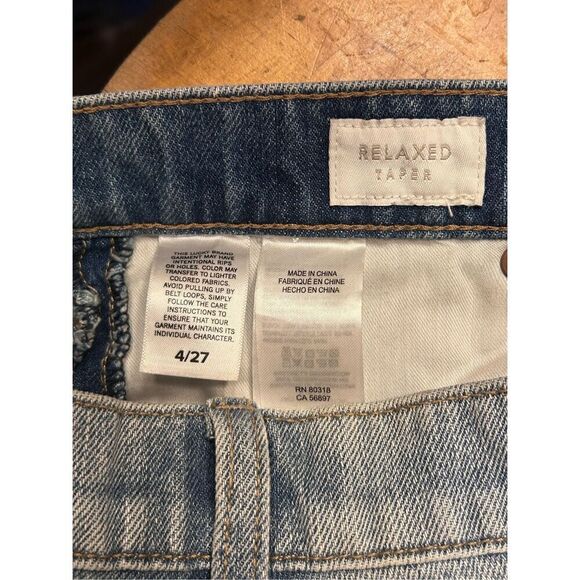 RELAXED
TAPER
THIS LUCKY BRAND
GARMENT MAY HAVE
INTENTIONAL RIPS
OR HOLES. COLOR MAY
TRANSFER TO LIGHTER
COLORED FABRICS.
AVOID PULLING UP BY
BELT LOOPS, SIMPLY
FOLLOW THE CARE
INSTRUCTIONS TO
ENSURE THAT YOUR
GARMENT MAINTAINS ITS
INDIVIDUAL CHARACTER.
4/27
MADE IN CHINA
FABRIQUÉ EN CHINE
HECHO EN CHINA
RN 80318
CA 56897